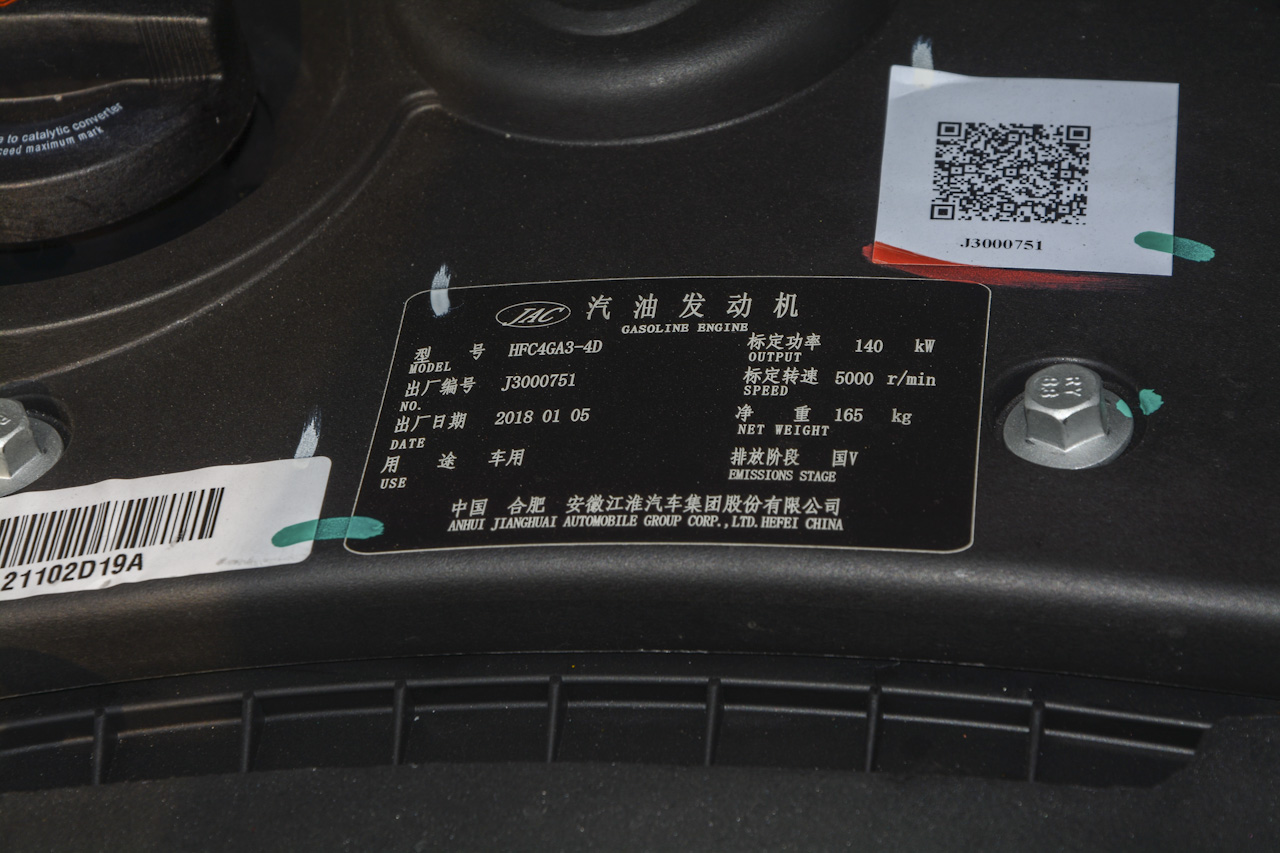 e to catalytic converter
ceed maximum mark
J3000751
JAC 汽油发动机
GASOLINE ENGINE
型号 HFC4GA3-4D 标定功率 140 kW
MODEL OUTPUT
出厂编号 J3000751 标定转速 5000 r/min
NO. SPEED
出厂日期 2018 01 05 净重 165 kg
DATE NET WEIGHT
用途 车用 排放阶段 国V
USE EMISSIONS STAGE
中国 合肥 安徽江淮汽车集团股份有限公司
ANHUI JIANGHUAI AUTOMOBILE GROUP CORP.,LTD.HEFEI CHINA
21102D19A